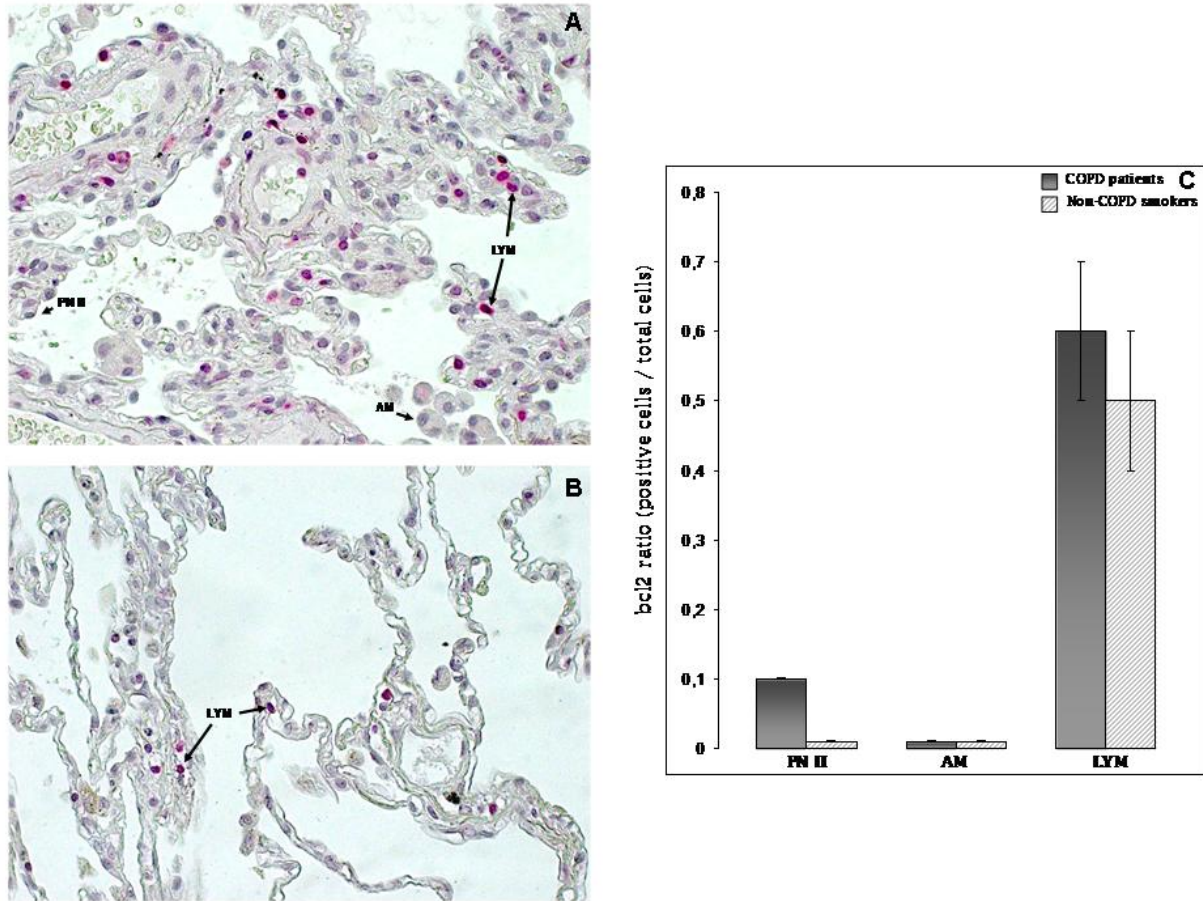 A
LYM
PN II
AM
B
LYM
C
COPD patients
Non-COPD smokers
bcl2 ratio (positive cells / total cells)
0,8
0,7
0,6
0,5
0,4
0,3
0,2
0,1
0
PN II
AM
LYM